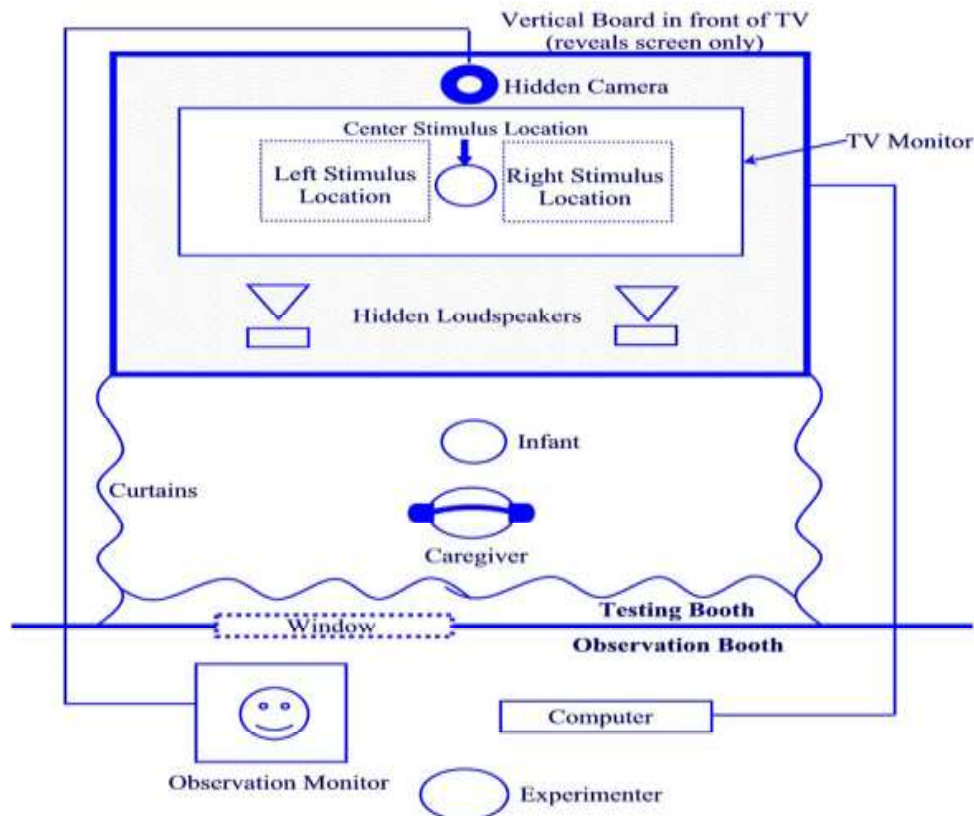 Vertical Board in front of TV
(reveals screen only)
Hidden Camera
Center Stimulus Location
TV Monitor
Left Stimulus
Location
Right Stimulus
Location
Hidden Loudspeakers
Infant
Curtains
Caregiver
Testing Booth
Window
Observation Booth
Computer
Observation Monitor
Experimenter